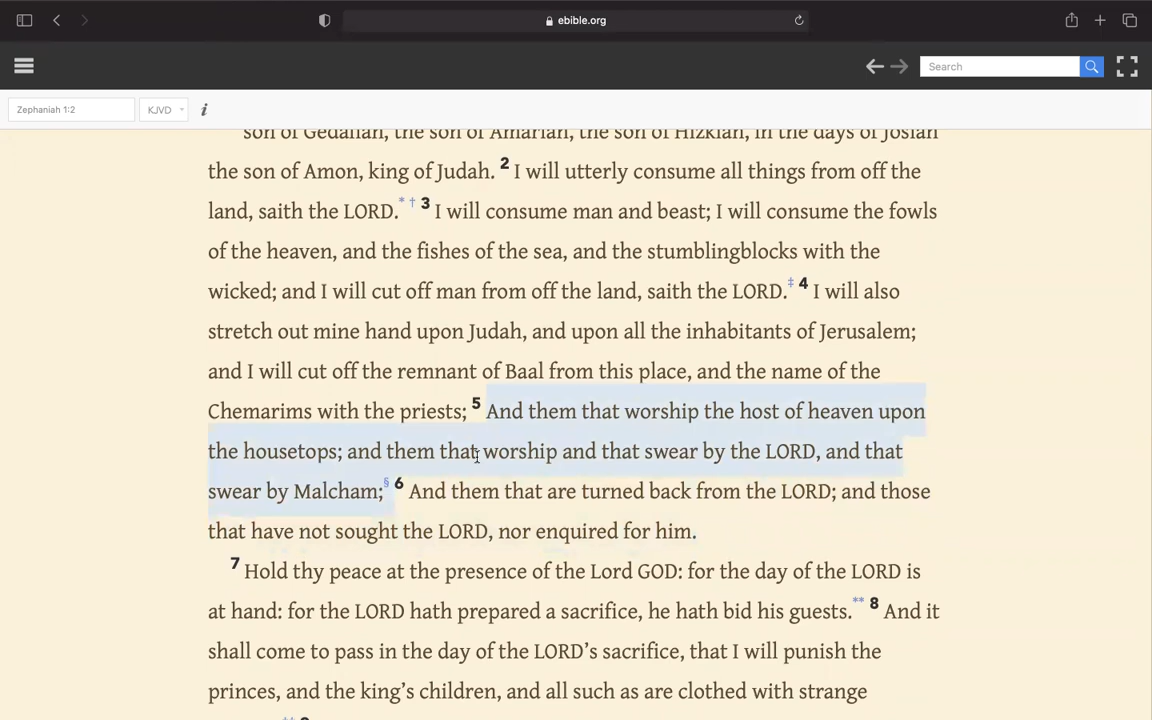 ebible.org
Search
Zephaniah 1:2 KJVD i
son of Gedaliah, the son of Amariah, the son of Hizkiah, in the days of Josiah
the son of Amon, king of Judah. 2 I will utterly consume all things from off the
land, saith the LORD.* † 3 I will consume man and beast; I will consume the fowls
of the heaven, and the fishes of the sea, and the stumblingblocks with the
wicked; and I will cut off man from off the land, saith the LORD.‡ 4 I will also
stretch out mine hand upon Judah, and upon all the inhabitants of Jerusalem;
and I will cut off the remnant of Baal from this place, and the name of the
Chemarims with the priests; 5 And them that worship the host of heaven upon
the housetops; and them that worship and that swear by the LORD, and that
swear by Malcham;§ 6 And them that are turned back from the LORD; and those
that have not sought the LORD, nor enquired for him.
7 Hold thy peace at the presence of the Lord GOD: for the day of the LORD is
at hand: for the LORD hath prepared a sacrifice, he hath bid his guests.** 8 And it
shall come to pass in the day of the LORD’s sacrifice, that I will punish the
princes, and the king’s children, and all such as are clothed with strange